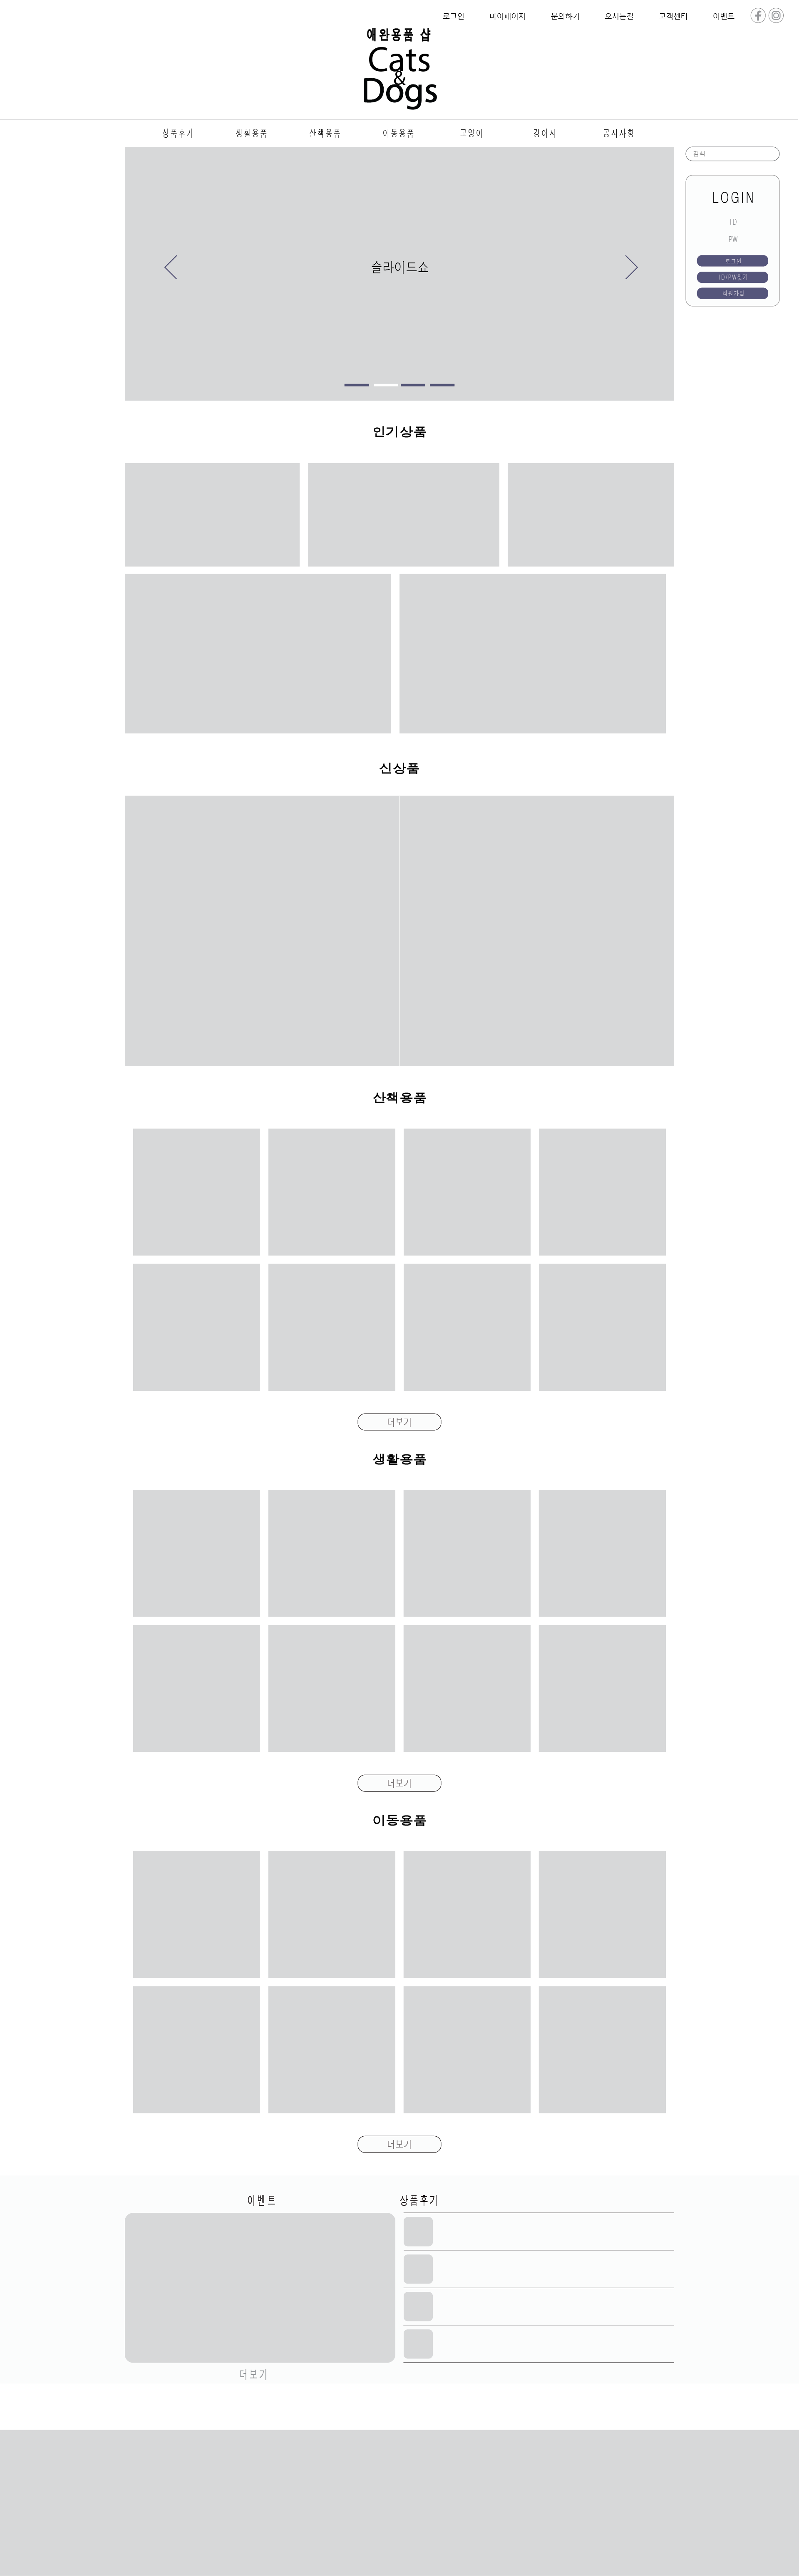 로그인 마이페이지 문의하기 오시는길 고객센터 이벤트
애완용품 샵
Cats
&
Dogs
상품후기 생활용품 산책용품 이동용품 고양이 강아지 공지사항
검색
LOGIN
ID
PW
로그인
ID/PW찾기
회원가입
슬라이드쇼
인기상품
신상품
산책용품
더보기
생활용품
더보기
이동용품
더보기
이벤트 상품후기
더보기